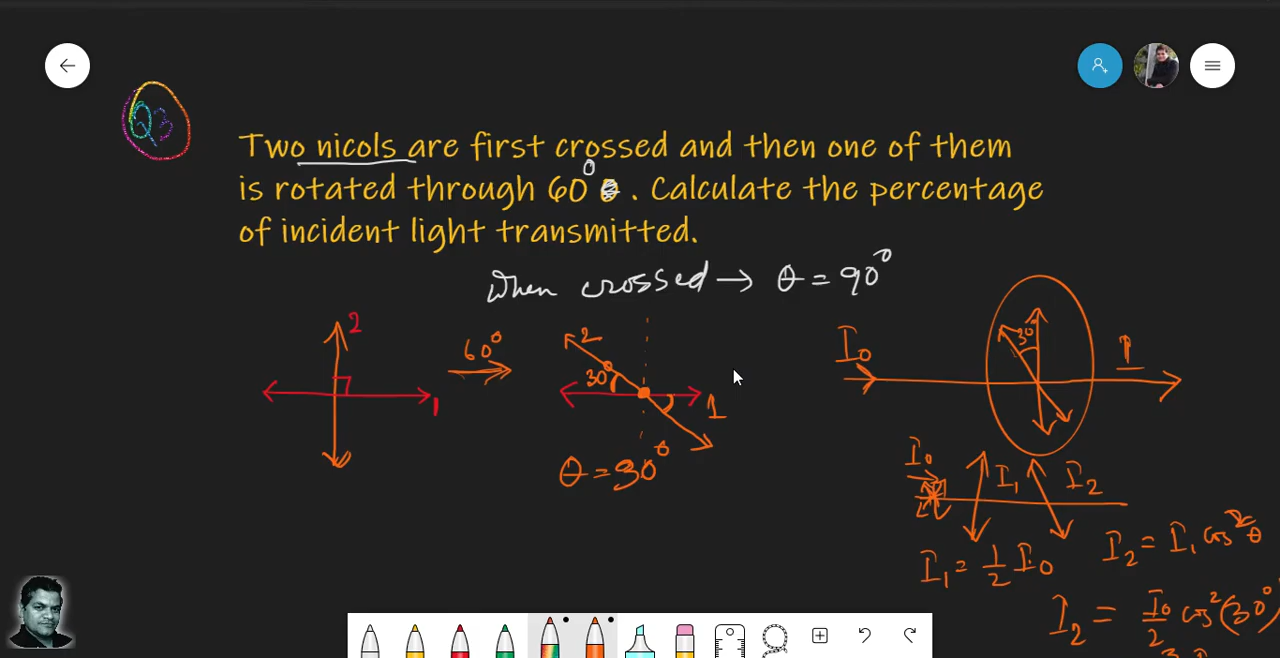 Q3
Two nicols are first crossed and then one of them
is rotated through 60° . Calculate the percentage
of incident light transmitted.
when crossed → θ = 90°
2
1
60°
2
30°
1
θ = 30°
I₀
30°
I
I₀
I₁
I₂
I₁ = 1/2 I₀
I₂ = I₁ cos²θ
I₂ = I₀/2 cos²(30°)